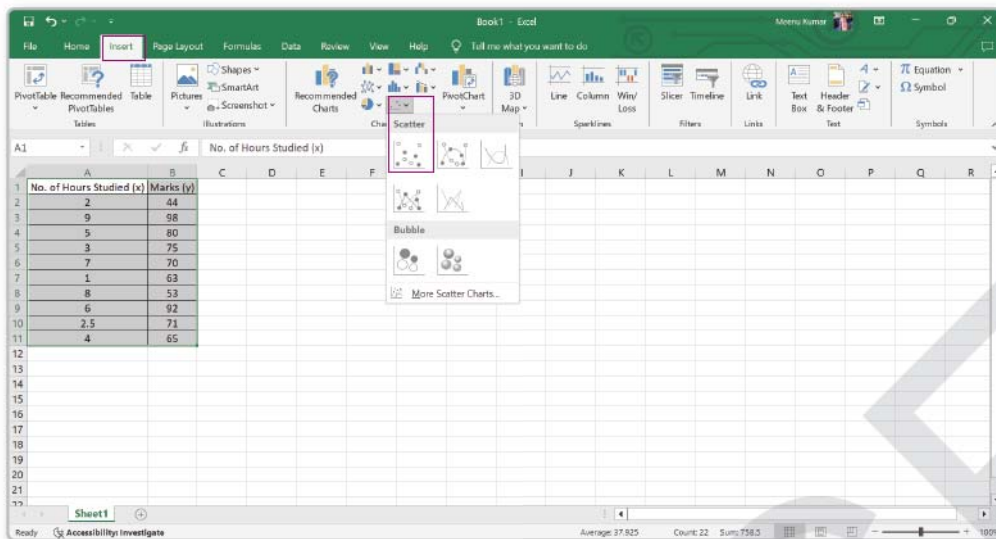 Book1 - Excel
Meenu Kumar
File Home Insert Page Layout Formulas Data Review View Help Tell me what you want to do
PivotTable Recommended PivotTables Table
Pictures Shapes SmartArt Screenshot
Recommended Charts
PivotChart 3D Map
Line Column Win/Loss
Slicer Timeline
Link
Text Box Header & Footer
Equation
Symbol
Tables Illustrations Sparklines Filters Links Text Symbols
A1 fx No. of Hours Studied (x)
Scatter
Bubble
More Scatter Charts...
A B C D E F I J K L M N O P Q R
1 No. of Hours Studied (x) Marks (y)
2 2 44
3 9 98
4 5 80
5 3 75
6 7 70
7 1 63
8 8 53
9 6 92
10 2.5 71
11 4 65
12
13
14
15
16
17
18
19
20
21
Sheet1
Ready Accessibility: Investigate Average: 37.925 Count: 22 Sum: 758.5 100%